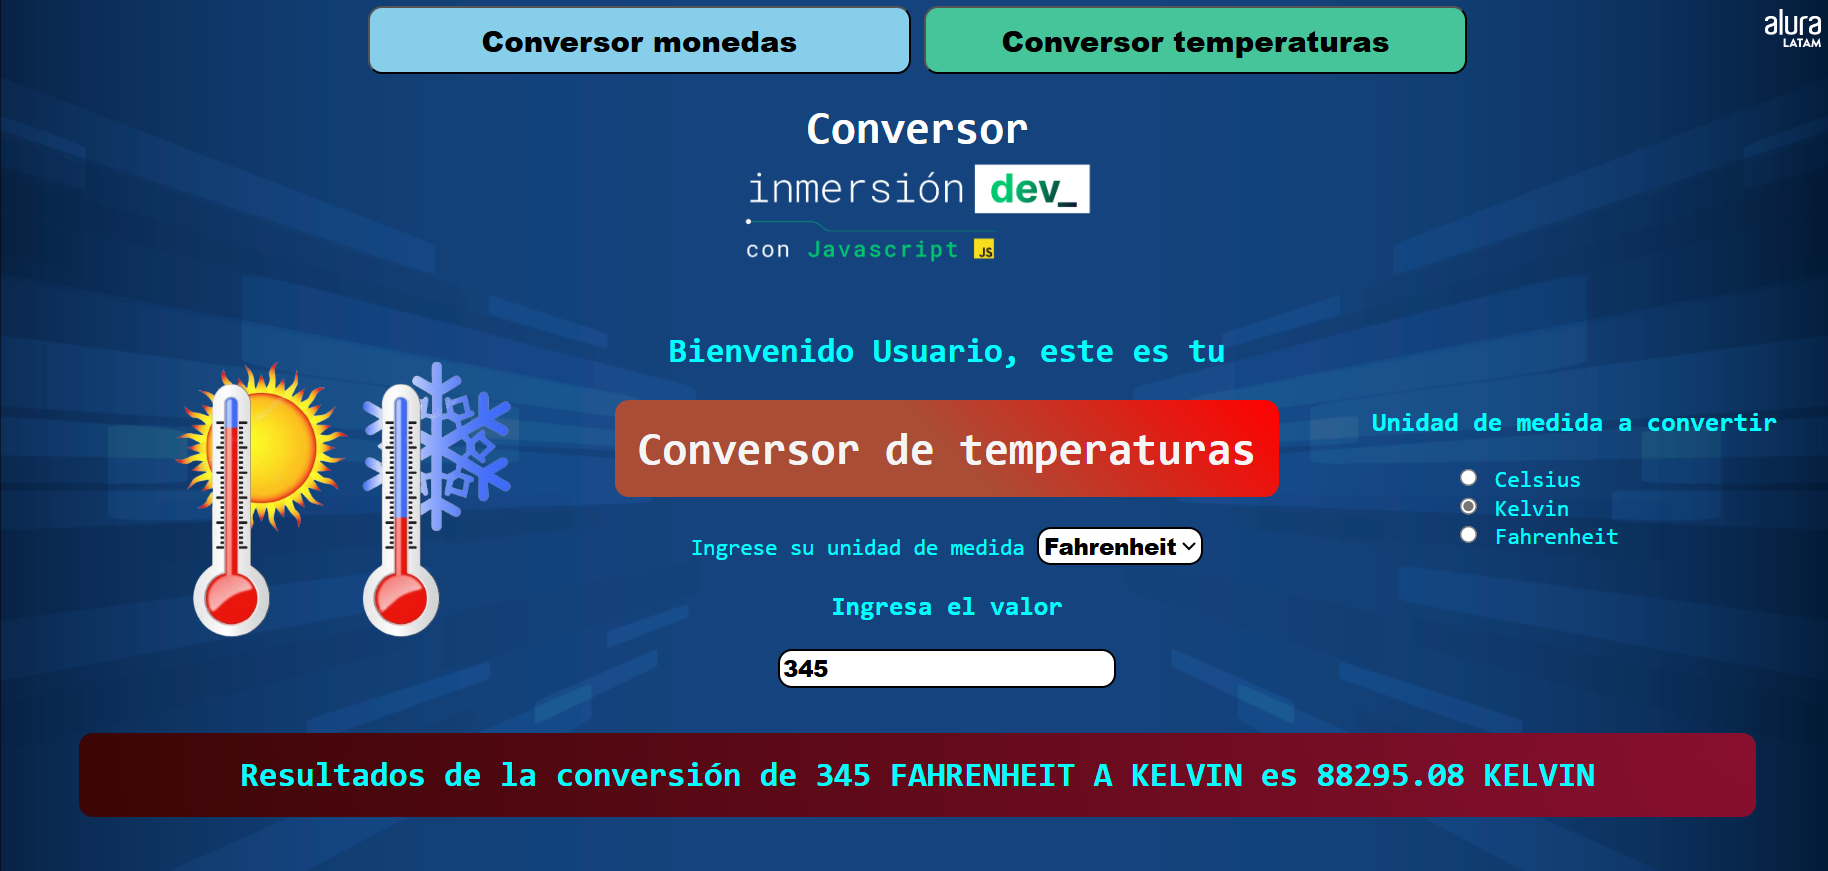 Conversor monedas
Conversor temperaturas
alura
LATAM
Conversor
inmersión dev_
con Javascript JS
Bienvenido Usuario, este es tu
Conversor de temperaturas
Unidad de medida a convertir
Celsius
Kelvin
Fahrenheit
Ingrese su unidad de medida Fahrenheit
Ingresa el valor
345
Resultados de la conversión de 345 FAHRENHEIT A KELVIN es 88295.08 KELVIN